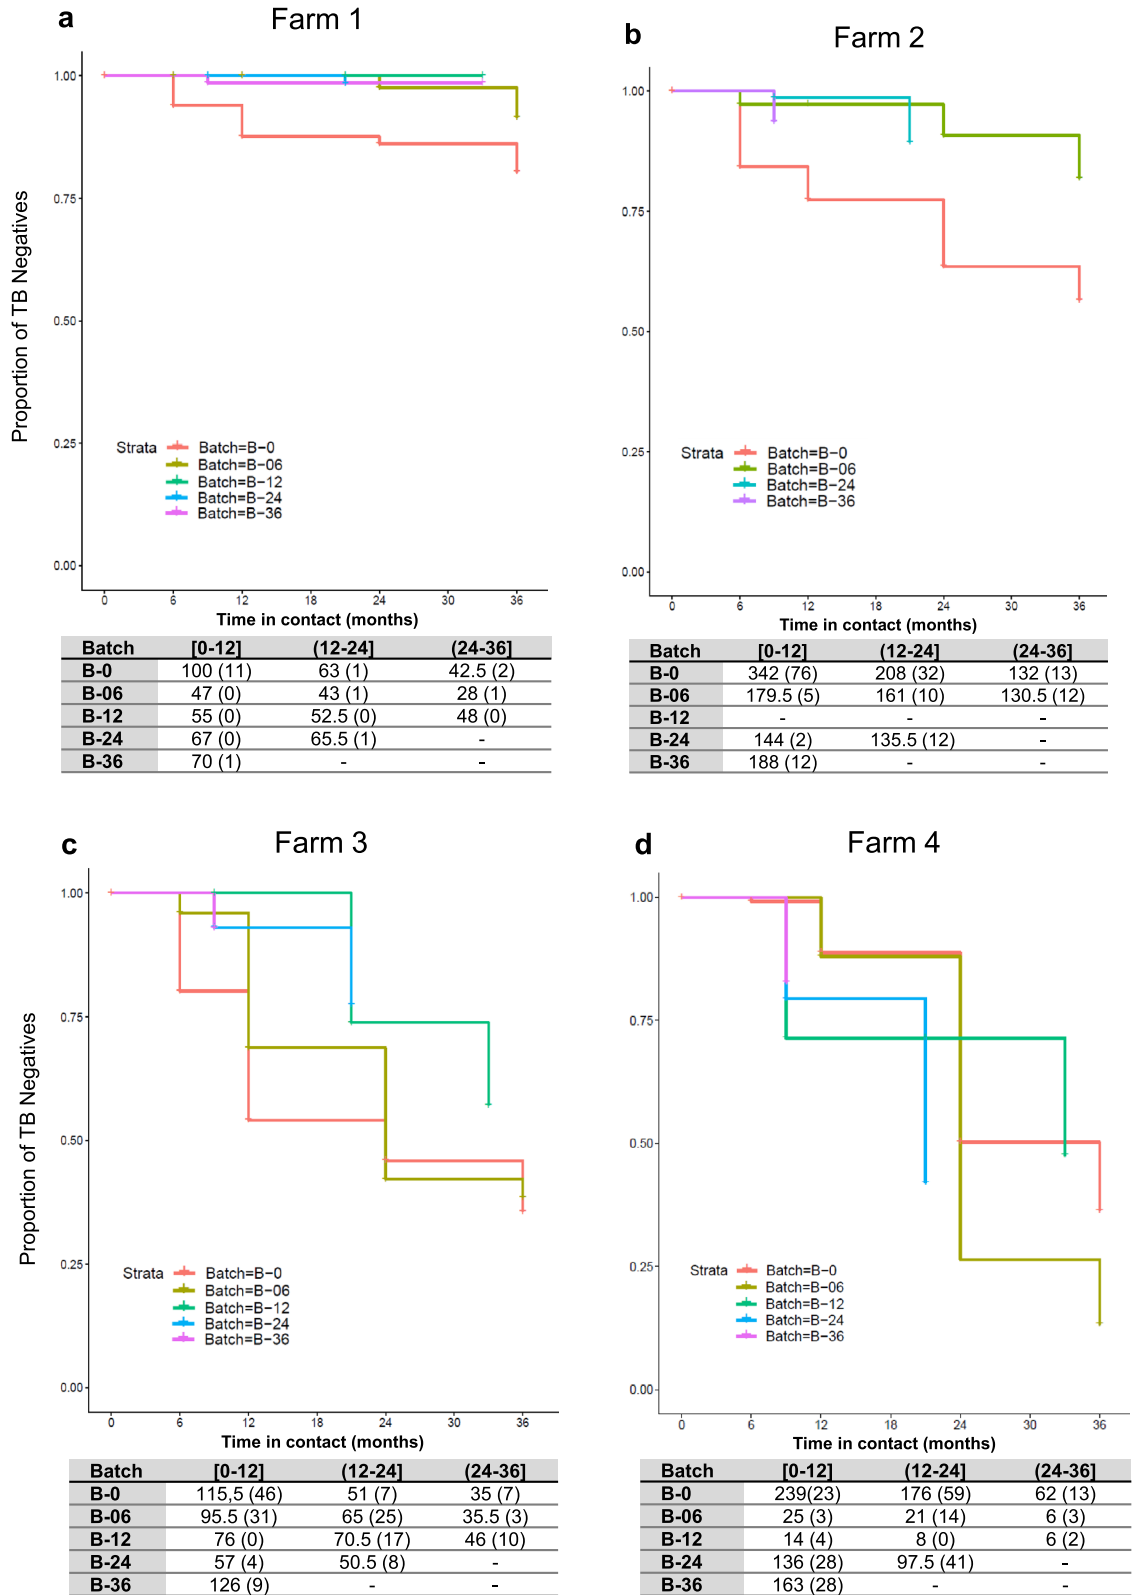 a
Farm 1
Proportion of TB Negatives
1.00
0.75
0.50
0.25
0.00
Strata
Batch=B−0
Batch=B−06
Batch=B−12
Batch=B−24
Batch=B−36
0 6 12 18 24 30 36
Time in contact (months)
Batch [0-12] (12-24] (24-36]
B-0 100 (11) 63 (1) 42.5 (2)
B-06 47 (0) 43 (1) 28 (1)
B-12 55 (0) 52.5 (0) 48 (0)
B-24 67 (0) 65.5 (1) -
B-36 70 (1) - -
b
Farm 2
1.00
0.75
0.50
0.25
0.00
Strata
Batch=B−0
Batch=B−06
Batch=B−24
Batch=B−36
0 6 12 18 24 30 36
Time in contact (months)
Batch [0-12] (12-24] (24-36]
B-0 342 (76) 208 (32) 132 (13)
B-06 179.5 (5) 161 (10) 130.5 (12)
B-12 - - -
B-24 144 (2) 135.5 (12) -
B-36 188 (12) - -
c
Farm 3
Proportion of TB Negatives
1.00
0.75
0.50
0.25
0.00
Strata
Batch=B−0
Batch=B−06
Batch=B−12
Batch=B−24
Batch=B−36
0 6 12 18 24 30 36
Time in contact (months)
Batch [0-12] (12-24] (24-36]
B-0 115,5 (46) 51 (7) 35 (7)
B-06 95.5 (31) 65 (25) 35.5 (3)
B-12 76 (0) 70.5 (17) 46 (10)
B-24 57 (4) 50.5 (8) -
B-36 126 (9) - -
d
Farm 4
1.00
0.75
0.50
0.25
0.00
Strata
Batch=B−0
Batch=B−06
Batch=B−12
Batch=B−24
Batch=B−36
0 6 12 18 24 30 36
Time in contact (months)
Batch [0-12] (12-24] (24-36]
B-0 239(23) 176 (59) 62 (13)
B-06 25 (3) 21 (14) 6 (3)
B-12 14 (4) 8 (0) 6 (2)
B-24 136 (28) 97.5 (41) -
B-36 163 (28) - -